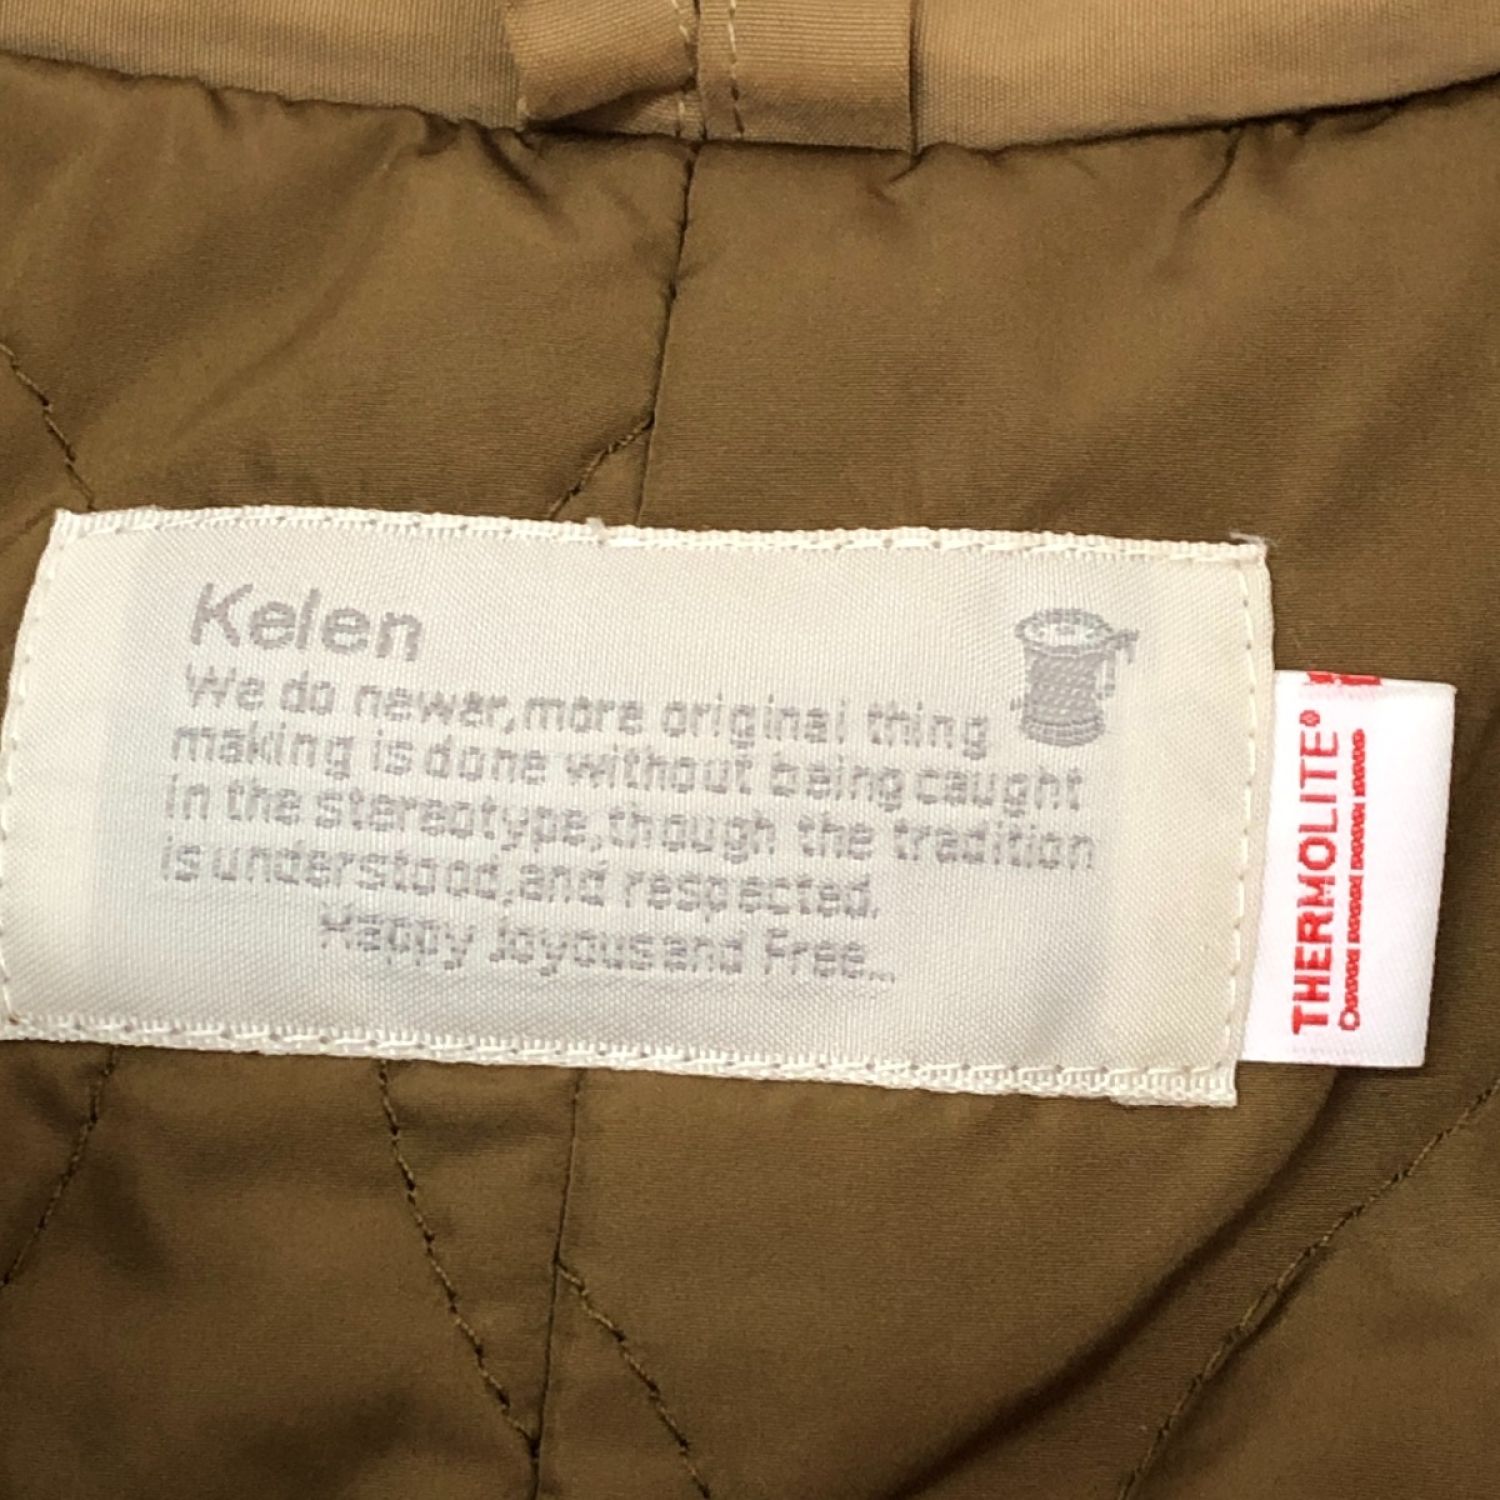 Kelen
We do newer,more original thing
making is done without being caught
in the stereotype,though the tradition
is understood,and respected.
Happy Joyous and Free...
THERMOLITE®